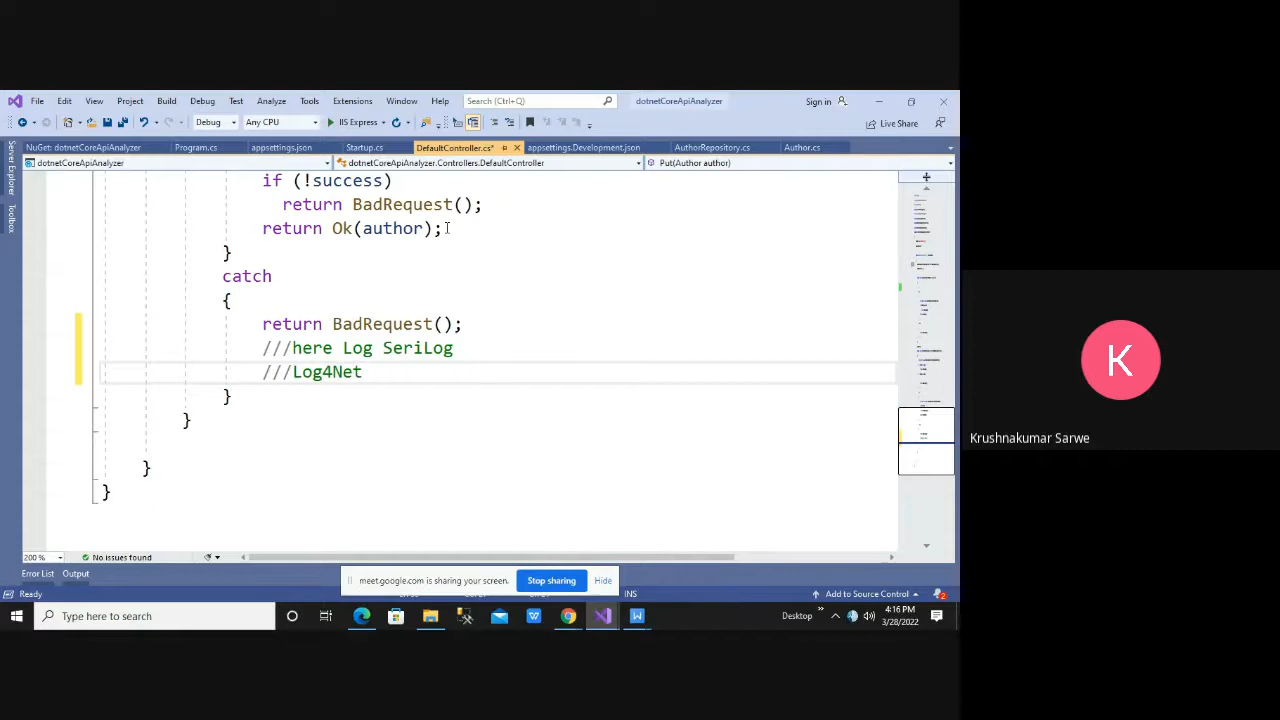 File Edit View Project Build Debug Test Analyze Tools Extensions Window Help Search (Ctrl+Q) dotnetCoreApiAnalyzer Sign in
Debug Any CPU IIS Express Live Share
NuGet: dotnetCoreApiAnalyzer Program.cs appsettings.json Startup.cs DefaultController.cs* appsettings.Development.json AuthorRepository.cs Author.cs
dotnetCoreApiAnalyzer dotnetCoreApiAnalyzer.Controllers.DefaultController Put(Author author)
Server Explorer
Toolbox
if (!success)
return BadRequest();
return Ok(author);
}
catch
{
return BadRequest();
///here Log SeriLog
///Log4Net
}
}
}
}
200 % No issues found
Error List Output
meet.google.com is sharing your screen. Stop sharing Hide
Ready INS Add to Source Control 2
Type here to search Desktop 4:16 PM
3/28/2022
K
Krushnakumar Sarwe